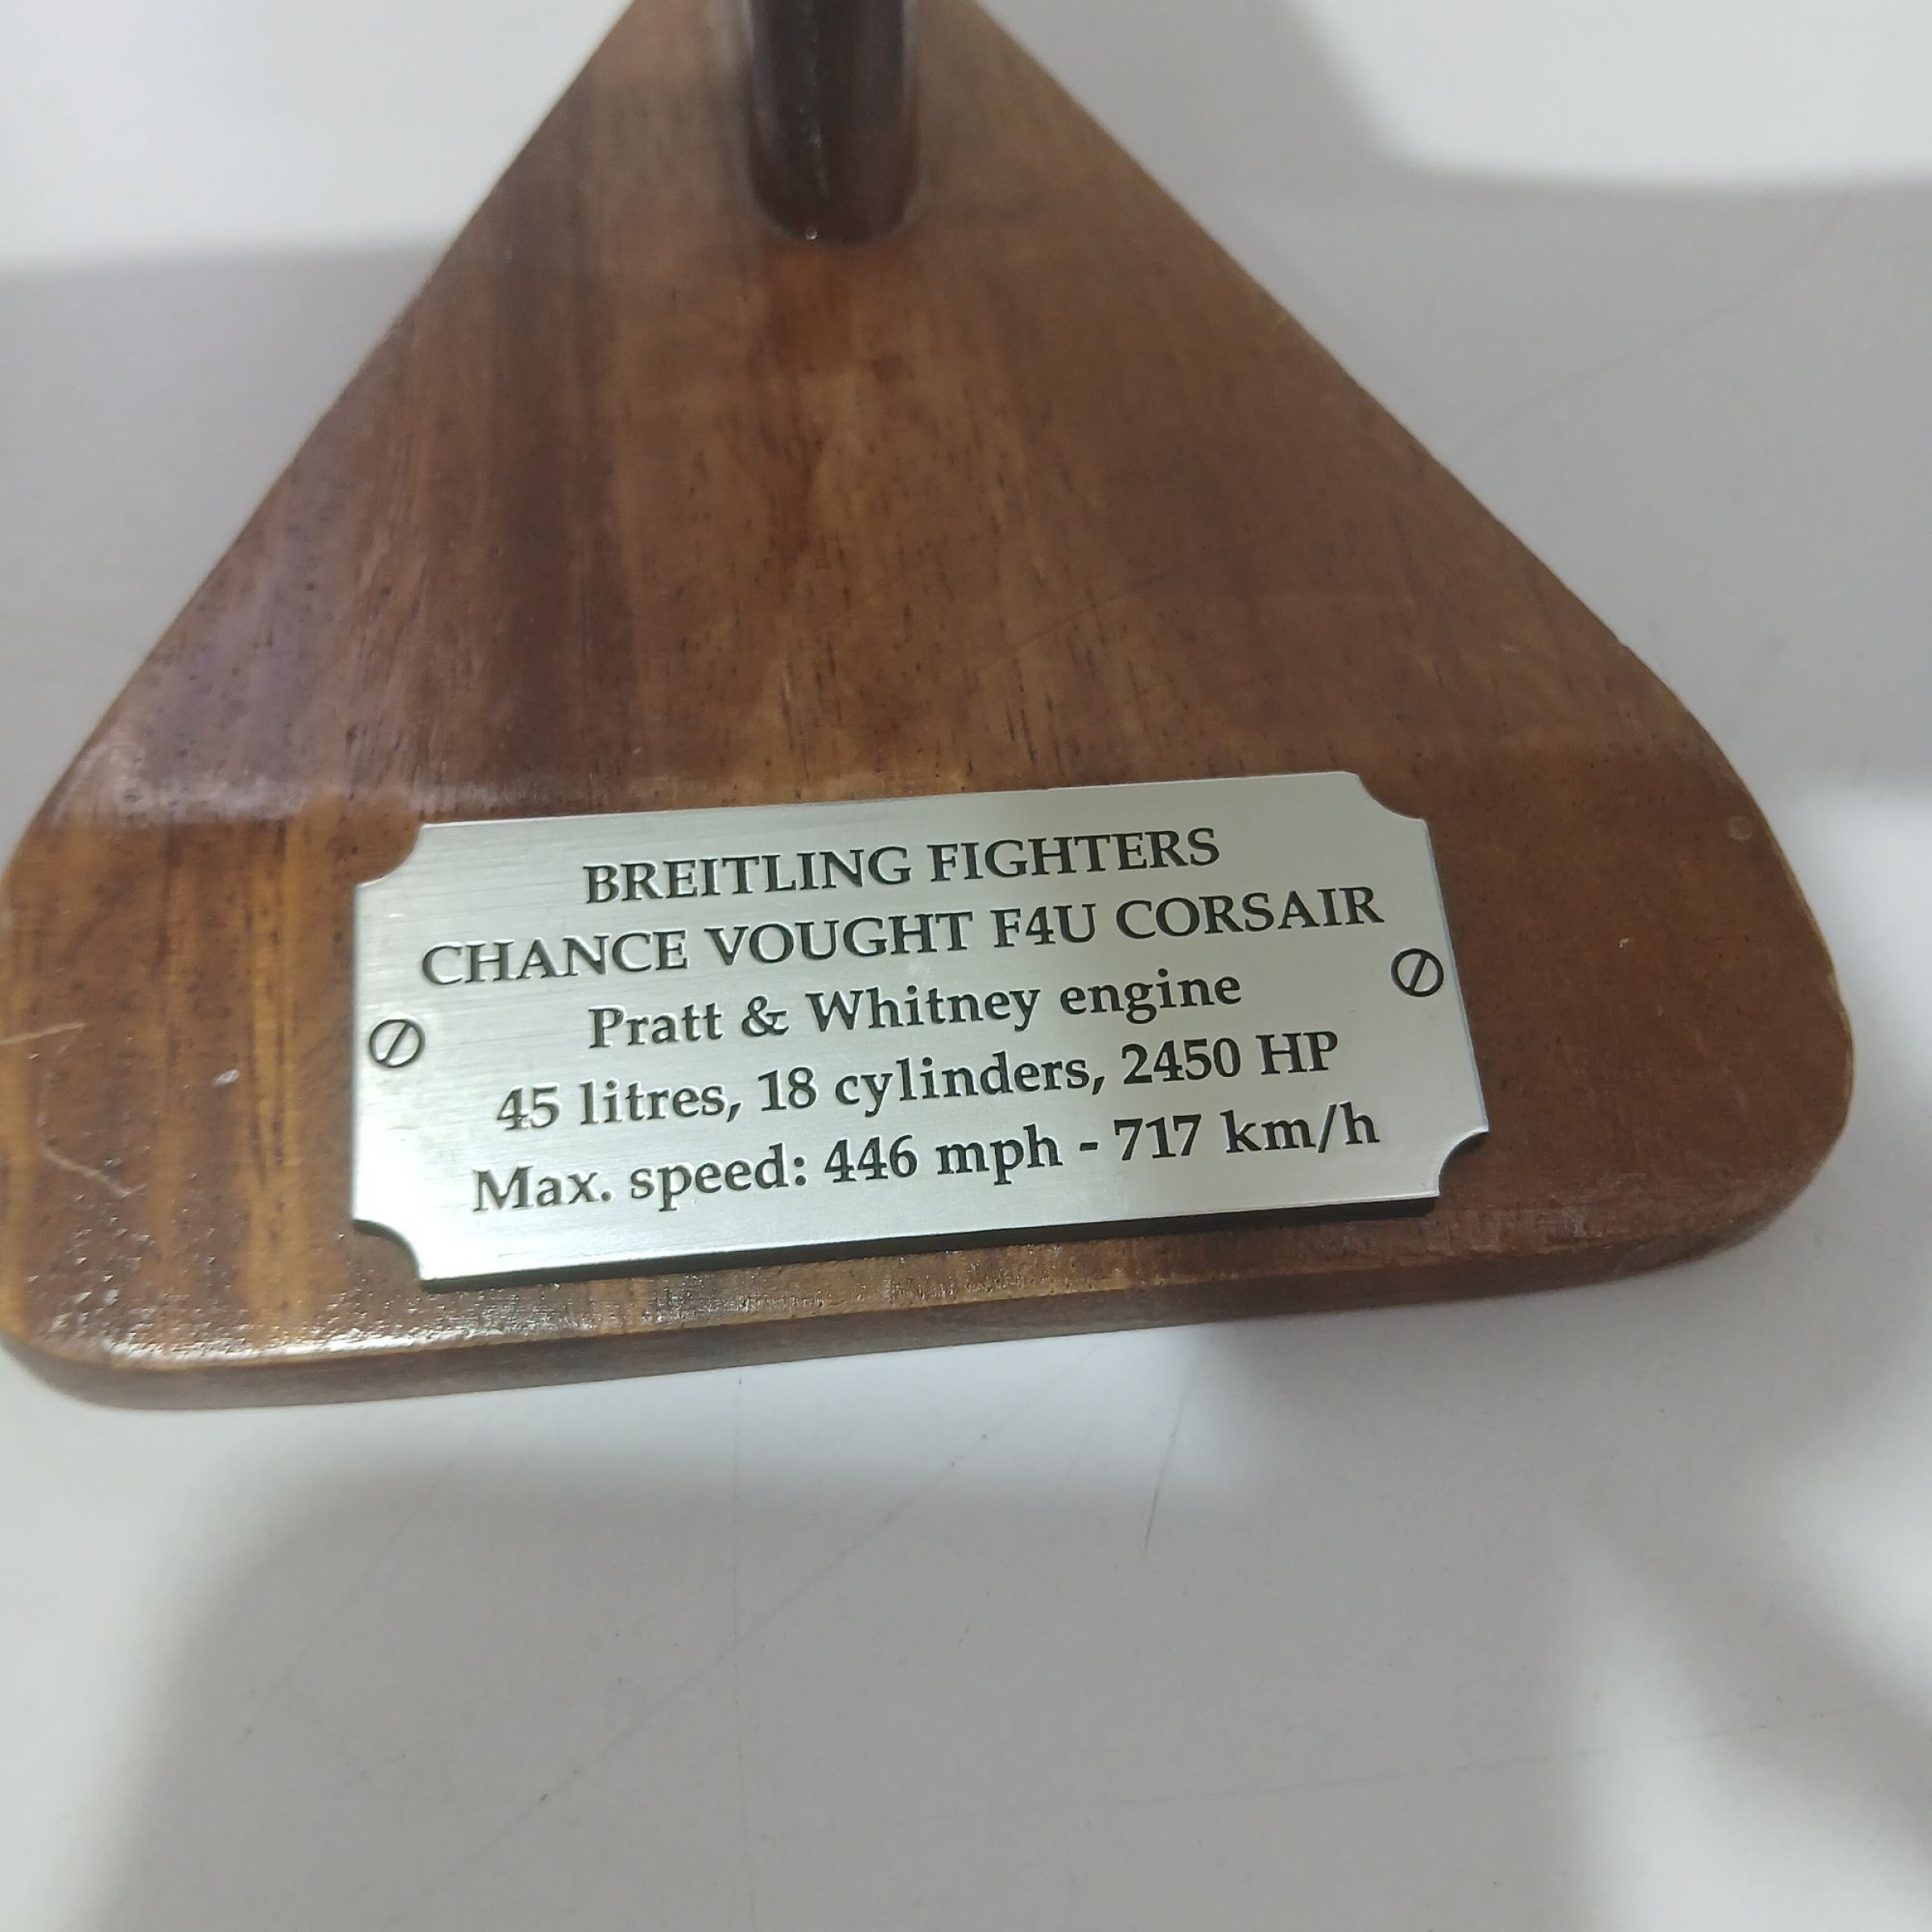 BREITLING FIGHTERS
CHANCE VOUGHT F4U CORSAIR
Pratt & Whitney engine
45 litres, 18 cylinders, 2450 HP
Max. speed: 446 mph - 717 km/h